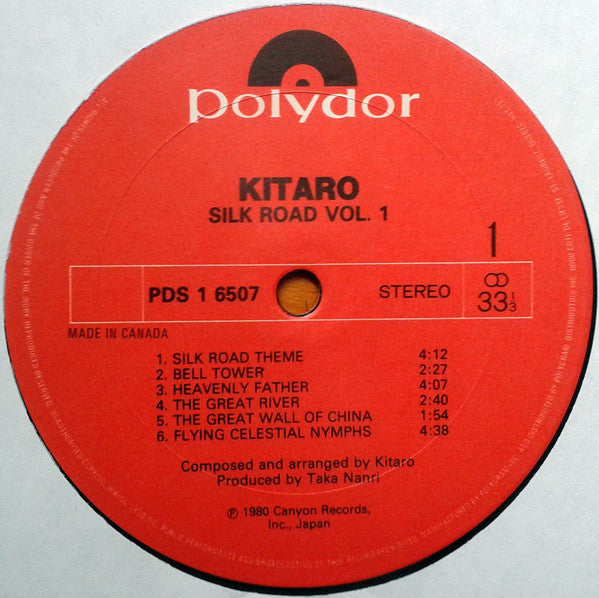 polydor
KITARO
SILK ROAD VOL. 1
1
PDS 1 6507
STEREO
33 1/3
MADE IN CANADA
1. SILK ROAD THEME 4:12
2. BELL TOWER 2:27
3. HEAVENLY FATHER 4:07
4. THE GREAT RIVER 2:40
5. THE GREAT WALL OF CHINA 1:54
6. FLYING CELESTIAL NYMPHS 4:38
Composed and arranged by Kitaro
Produced by Taka Nanri
℗ 1980 Canyon Records,
Inc., Japan